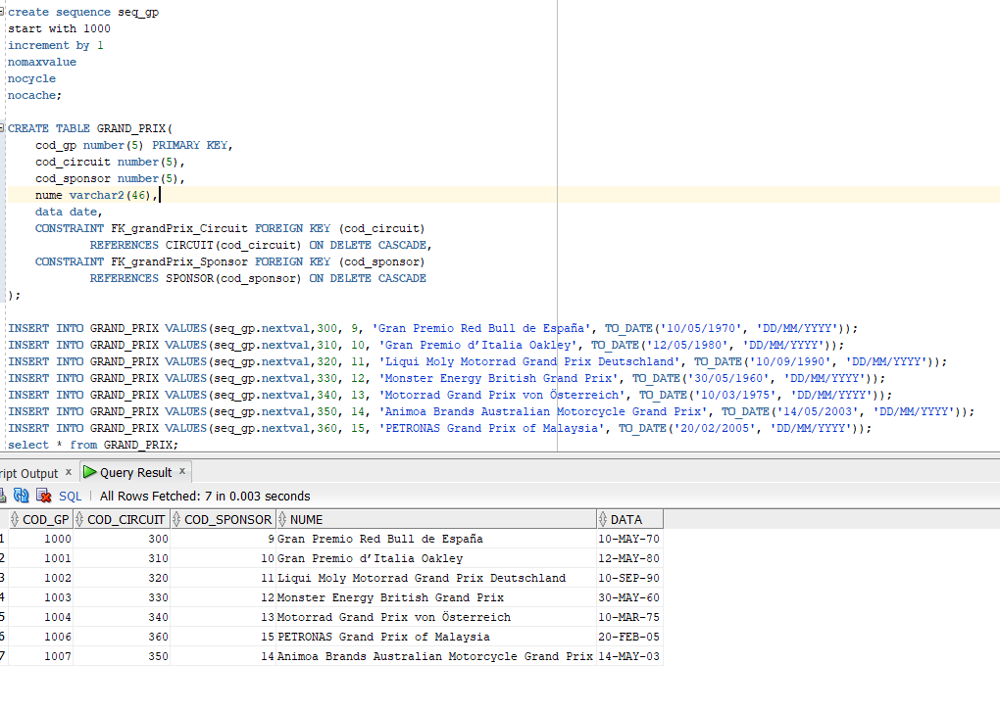 create sequence seq_gp
start with 1000
increment by 1
nomaxvalue
nocycle
nocache;
CREATE TABLE GRAND_PRIX(
cod_gp number(5) PRIMARY KEY,
cod_circuit number(5),
cod_sponsor number(5),
nume varchar2(46),
data date,
CONSTRAINT FK_grandPrix_Circuit FOREIGN KEY (cod_circuit)
REFERENCES CIRCUIT(cod_circuit) ON DELETE CASCADE,
CONSTRAINT FK_grandPrix_Sponsor FOREIGN KEY (cod_sponsor)
REFERENCES SPONSOR(cod_sponsor) ON DELETE CASCADE
);
INSERT INTO GRAND_PRIX VALUES(seq_gp.nextval,300, 9, 'Gran Premio Red Bull de España', TO_DATE('10/05/1970', 'DD/MM/YYYY'));
INSERT INTO GRAND_PRIX VALUES(seq_gp.nextval,310, 10, 'Gran Premio d’Italia Oakley', TO_DATE('12/05/1980', 'DD/MM/YYYY'));
INSERT INTO GRAND_PRIX VALUES(seq_gp.nextval,320, 11, 'Liqui Moly Motorrad Grand Prix Deutschland', TO_DATE('10/09/1990', 'DD/MM/YYYY'));
INSERT INTO GRAND_PRIX VALUES(seq_gp.nextval,330, 12, 'Monster Energy British Grand Prix', TO_DATE('30/05/1960', 'DD/MM/YYYY'));
INSERT INTO GRAND_PRIX VALUES(seq_gp.nextval,340, 13, 'Motorrad Grand Prix von Österreich', TO_DATE('10/03/1975', 'DD/MM/YYYY'));
INSERT INTO GRAND_PRIX VALUES(seq_gp.nextval,350, 14, 'Animoa Brands Australian Motorcycle Grand Prix', TO_DATE('14/05/2003', 'DD/MM/YYYY'));
INSERT INTO GRAND_PRIX VALUES(seq_gp.nextval,360, 15, 'PETRONAS Grand Prix of Malaysia', TO_DATE('20/02/2005', 'DD/MM/YYYY'));
select * from GRAND_PRIX;
ript Output x Query Result x
SQL | All Rows Fetched: 7 in 0.003 seconds
COD_GP COD_CIRCUIT COD_SPONSOR NUME DATA
1 1000 300 9 Gran Premio Red Bull de España 10-MAY-70
2 1001 310 10 Gran Premio d’Italia Oakley 12-MAY-80
3 1002 320 11 Liqui Moly Motorrad Grand Prix Deutschland 10-SEP-90
4 1003 330 12 Monster Energy British Grand Prix 30-MAY-60
5 1004 340 13 Motorrad Grand Prix von Österreich 10-MAR-75
6 1006 360 15 PETRONAS Grand Prix of Malaysia 20-FEB-05
7 1007 350 14 Animoa Brands Australian Motorcycle Grand Prix 14-MAY-03